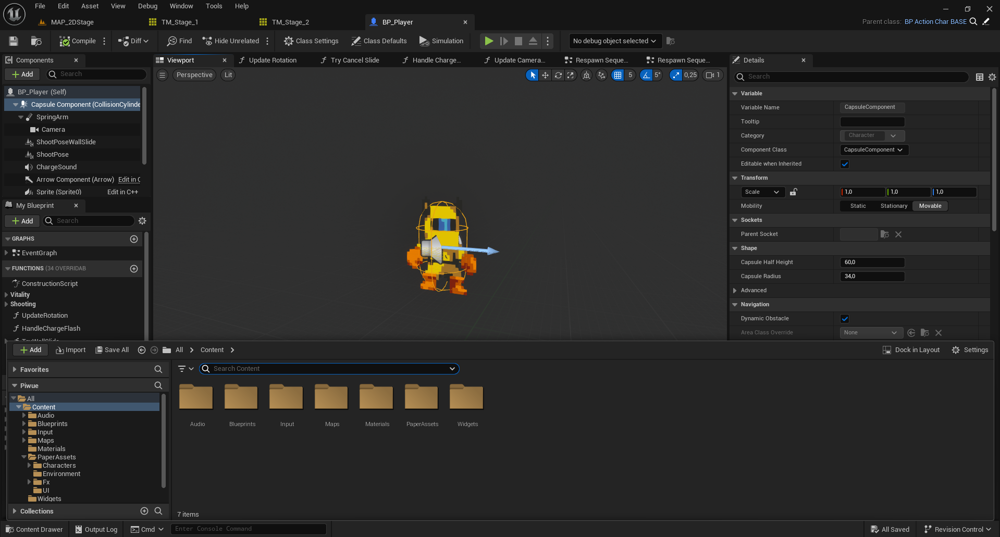 File Edit Asset View Debug Window Tools Help
MAP_2DStage TM_Stage_1 TM_Stage_2 BP_Player
Parent class: BP Action Char BASE
Compile Diff Find Hide Unrelated Class Settings Class Defaults Simulation No debug object selected
Components
Add Search
BP_Player (Self)
Capsule Component (CollisionCylinde
SpringArm
Camera
ShootPoseWallSlide
ShootPose
ChargeSound
Arrow Component (Arrow) Edit in C
Sprite (Sprite0) Edit in C++
My Blueprint
Add Search
GRAPHS
EventGraph
FUNCTIONS (34 OVERRIDAB
ConstructionScript
Vitality
Shooting
UpdateRotation
HandleChargeFlash
Viewport Update Rotation Try Cancel Slide Handle Charge... Update Camera... Respawn Seque... Respawn Seque...
Perspective Lit 5 5° 0,25 1
Details
Search
Variable
Variable Name CapsuleComponent
Tooltip
Category Character
Component Class CapsuleComponent
Editable when Inherited
Transform
Scale 1,0 1,0 1,0
Mobility Static Stationary Movable
Sockets
Parent Socket
Shape
Capsule Half Height 60,0
Capsule Radius 34,0
Advanced
Navigation
Dynamic Obstacle
Area Class Override None
Add Import Save All All Content Dock in Layout Settings
Favorites
Piwue
All
Content
Audio
Blueprints
Input
Maps
Materials
PaperAssets
Characters
Environment
Fx
UI
Widgets
Collections
Search Content
Audio Blueprints Input Maps Materials PaperAssets Widgets
7 items
Content Drawer Output Log Cmd Enter Console Command All Saved Revision Control